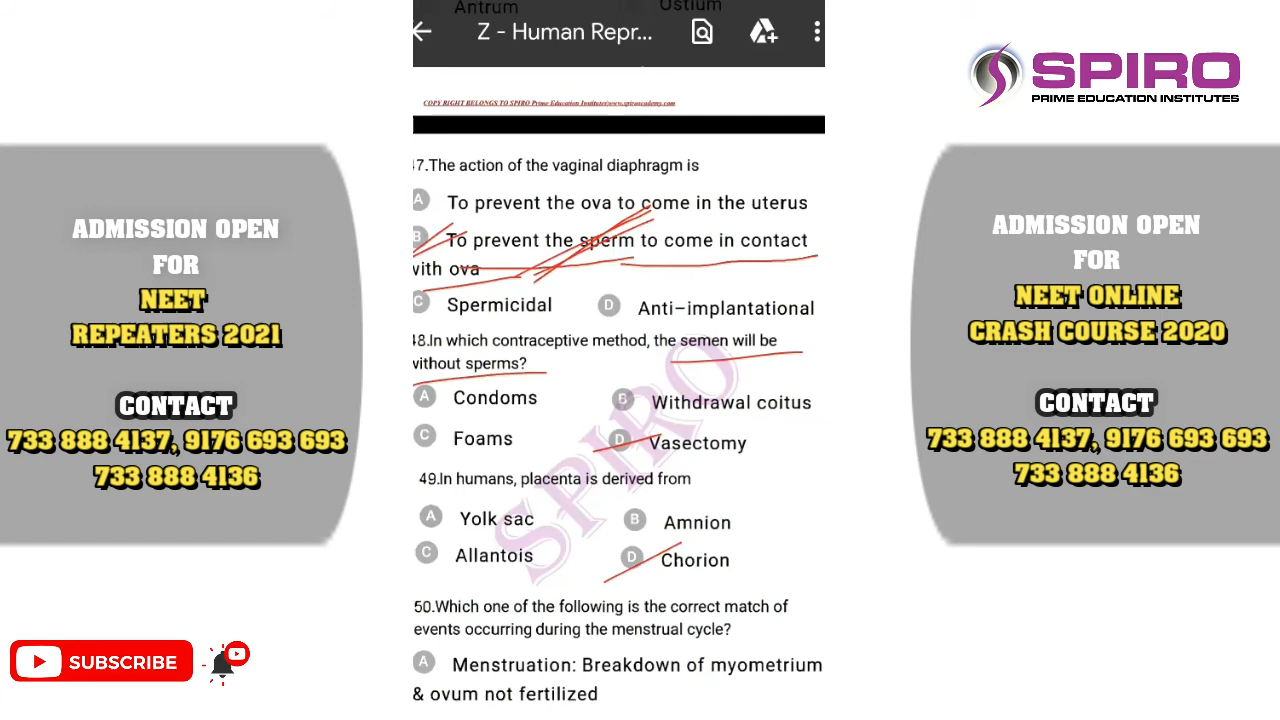 Antrum
Ostium
Z - Human Repr...
SPIRO
PRIME EDUCATION INSTITUTES
COPY RIGHT BELONGS TO SPIRO Prime Education Institute/www.spiroacademy.com
ADMISSION OPEN
FOR
NEET
REPEATERS 2021
CONTACT
733 888 4137, 9176 693 693
733 888 4136
47.The action of the vaginal diaphragm is
A To prevent the ova to come in the uterus
B To prevent the sperm to come in contact
with ova
C Spermicidal
D Anti–implantational
48.In which contraceptive method, the semen will be
without sperms?
A Condoms
B Withdrawal coitus
C Foams
D Vasectomy
49.In humans, placenta is derived from
A Yolk sac
B Amnion
C Allantois
D Chorion
50.Which one of the following is the correct match of
events occurring during the menstrual cycle?
A Menstruation: Breakdown of myometrium
& ovum not fertilized
SPIRO
ADMISSION OPEN
FOR
NEET ONLINE
CRASH COURSE 2020
CONTACT
733 888 4137, 9176 693 693
733 888 4136
SUBSCRIBE